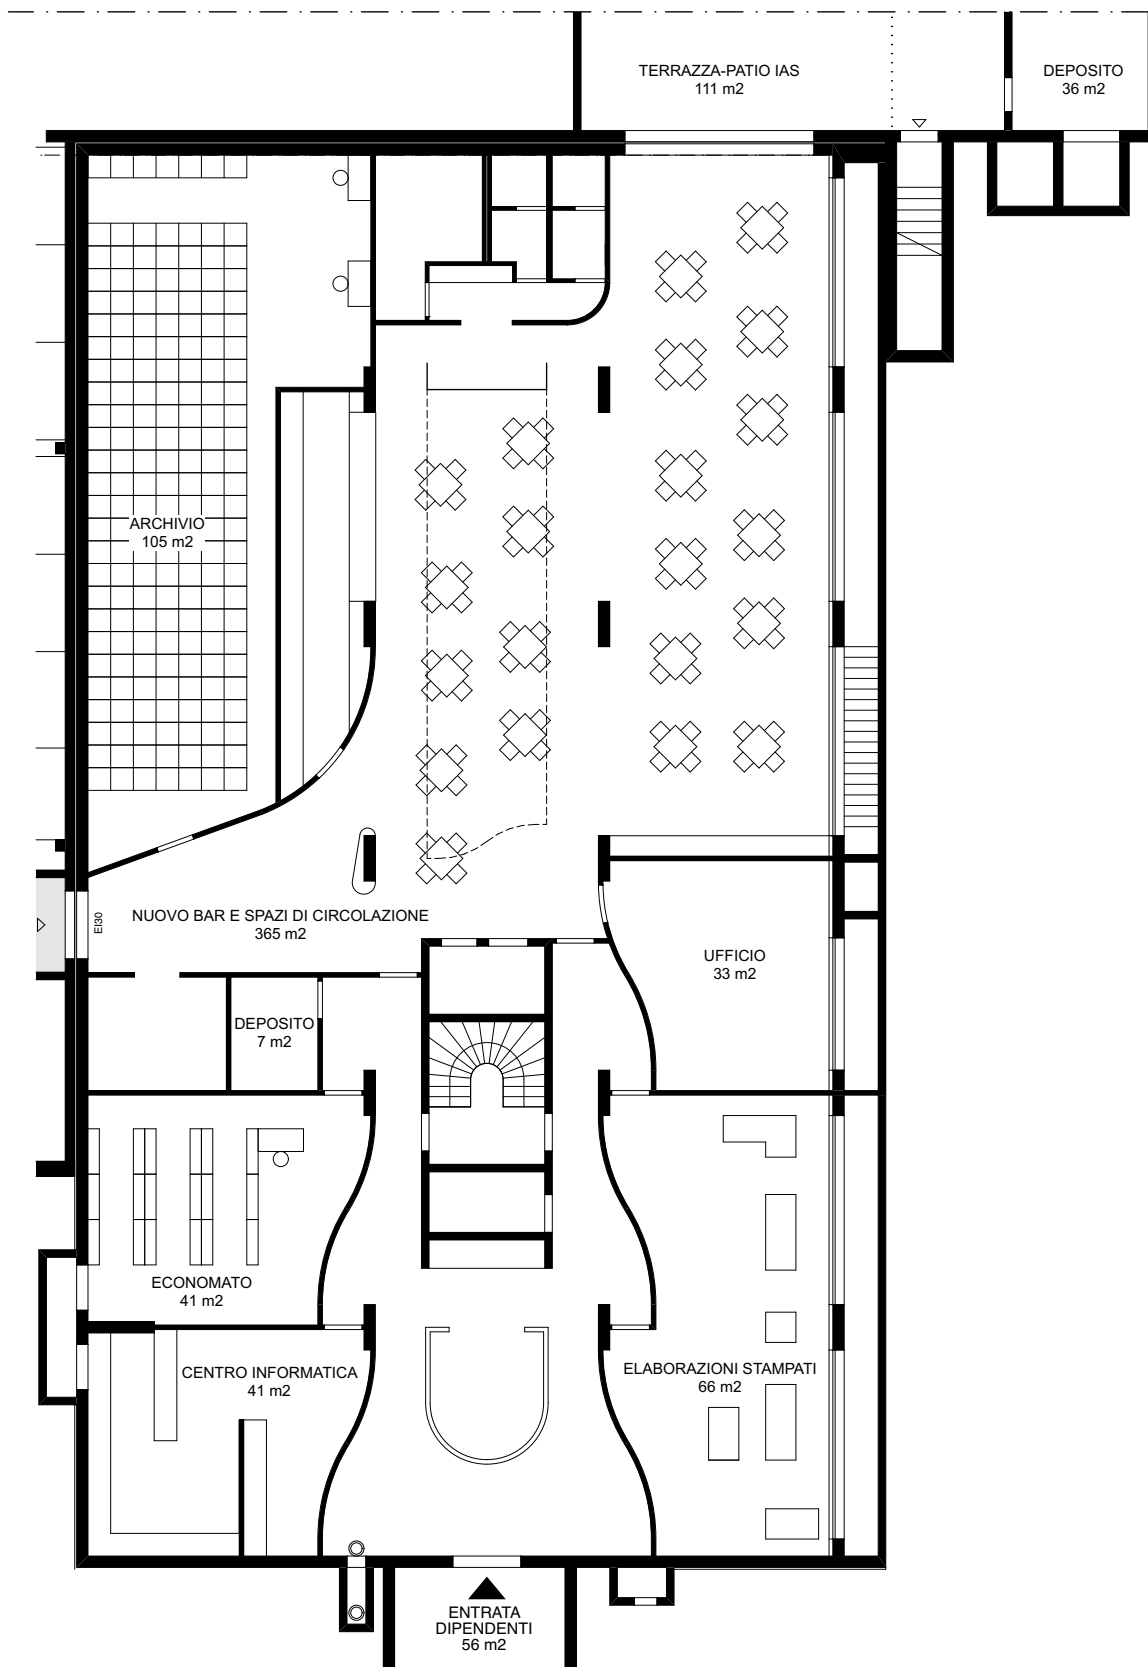 TERRAZZA-PATIO IAS
111 m2
DEPOSITO
36 m2
ARCHIVIO
105 m2
NUOVO BAR E SPAZI DI CIRCOLAZIONE
365 m2
EI30
UFFICIO
33 m2
DEPOSITO
7 m2
ECONOMATO
41 m2
CENTRO INFORMATICA
41 m2
ELABORAZIONI STAMPATI
66 m2
ENTRATA
DIPENDENTI
56 m2